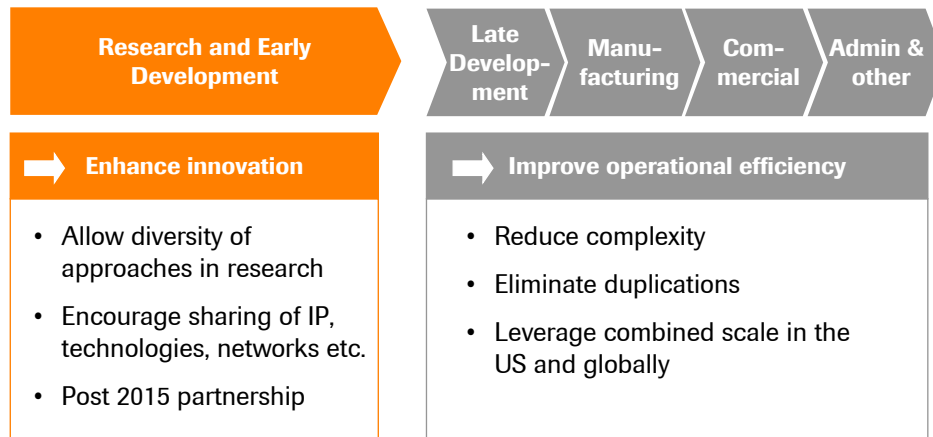 Research and Early
Development
Late
Develop-
ment
Manu-
facturing
Com-
mercial
Admin &
other
Enhance innovation
• Allow diversity of
approaches in research
• Encourage sharing of IP,
technologies, networks etc.
• Post 2015 partnership
Improve operational efficiency
• Reduce complexity
• Eliminate duplications
• Leverage combined scale in the
US and globally